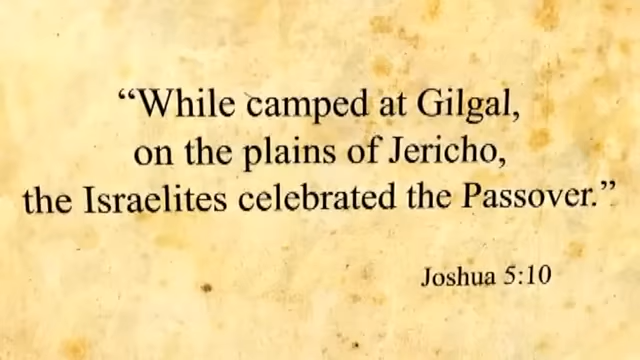 “While camped at Gilgal,
on the plains of Jericho,
the Israelites celebrated the Passover.”
Joshua 5:10